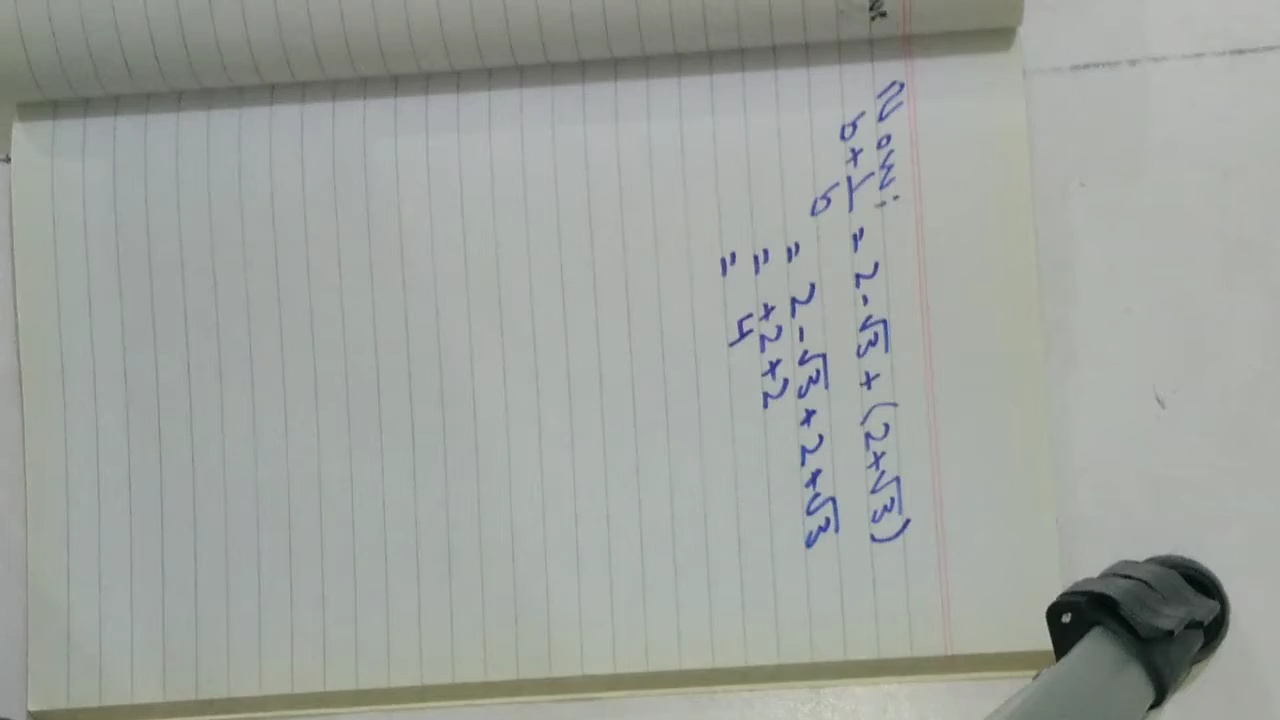 Now;
b + 1/b = 2 - √3 + (2 + √3)
= 2 - √3 + 2 + √3
= +2 + 2
= 4